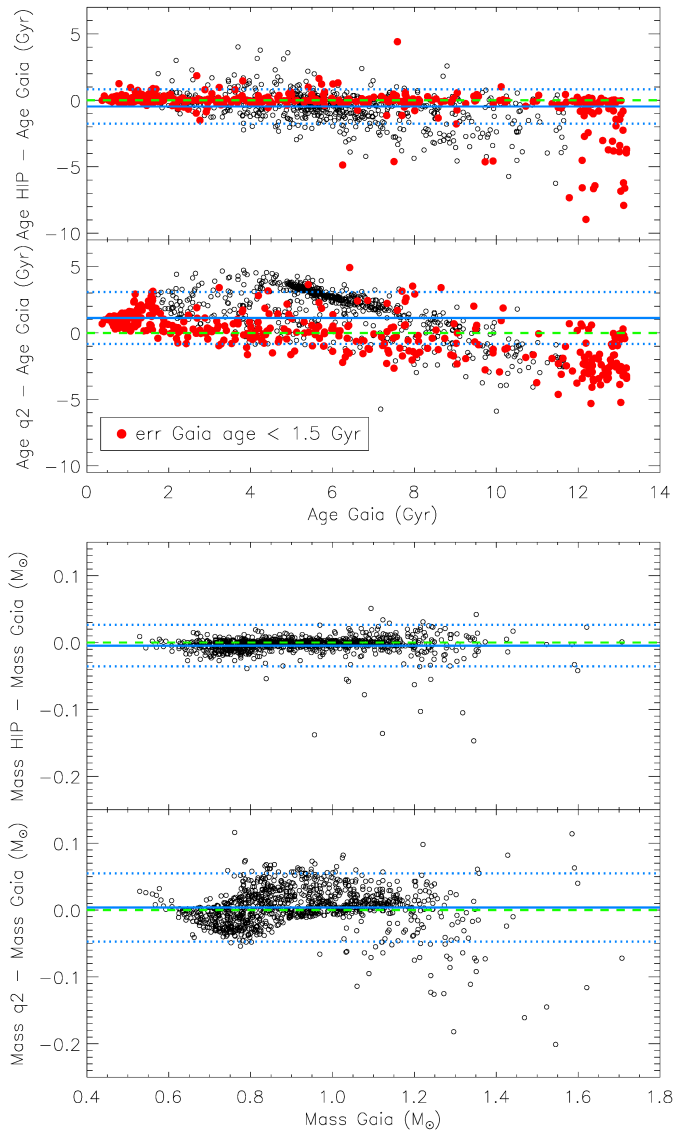 Age HIP − Age Gaia (Gyr)
5
0
−5
−10
Age q2 − Age Gaia (Gyr)
5
0
−5
−10
err Gaia age < 1.5 Gyr
0 2 4 6 8 10 12 14
Age Gaia (Gyr)
Mass HIP − Mass Gaia (M☉)
0.1
0.0
−0.1
−0.2
Mass q2 − Mass Gaia (M☉)
0.1
0.0
−0.1
−0.2
0.4 0.6 0.8 1.0 1.2 1.4 1.6 1.8
Mass Gaia (M☉)